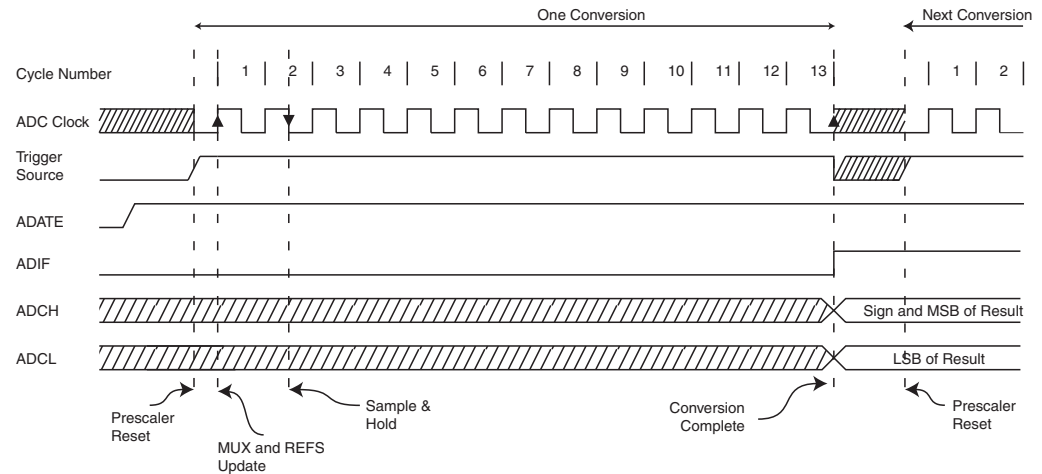 One Conversion
Next Conversion
Cycle Number
1 2 3 4 5 6 7 8 9 10 11 12 13 1 2
ADC Clock
Trigger
Source
ADATE
ADIF
ADCH
Sign and MSB of Result
ADCL
LSB of Result
Prescaler
Reset
MUX and REFS
Update
Sample &
Hold
Conversion
Complete
Prescaler
Reset